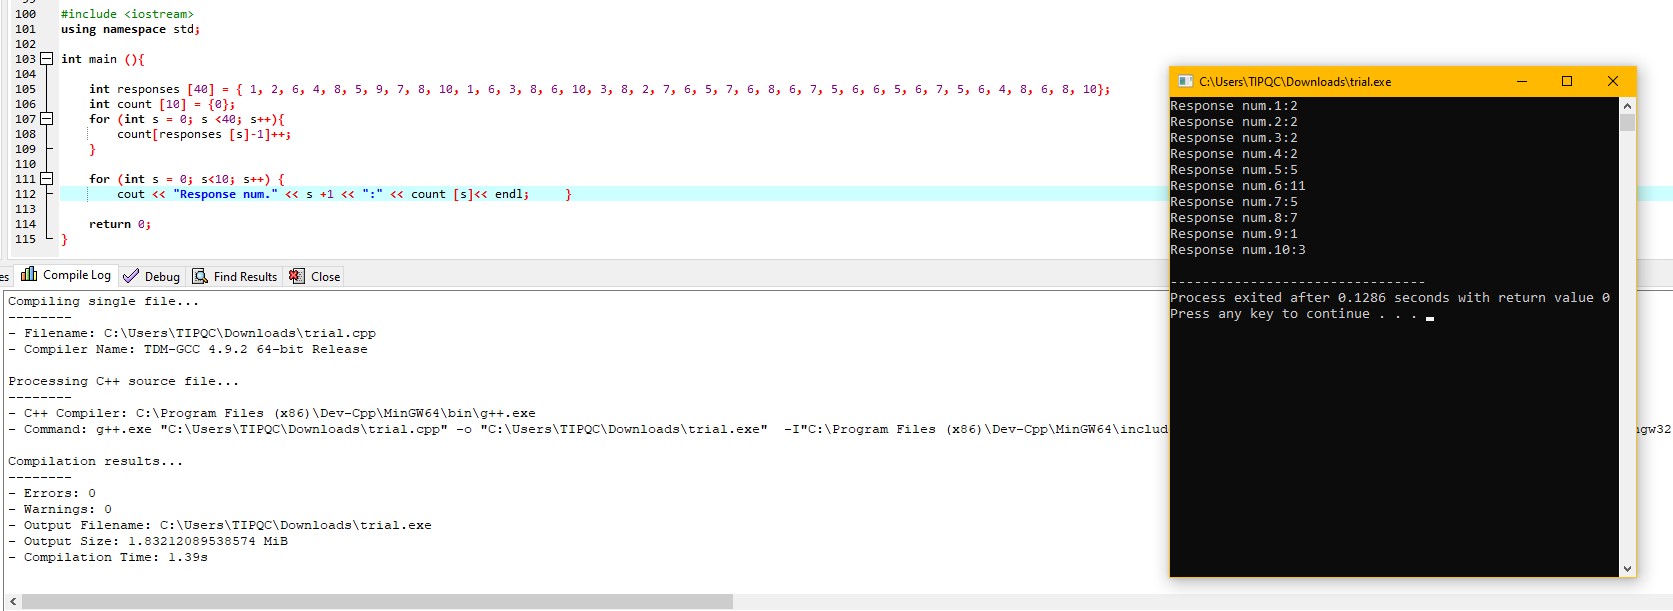 99
100 #include <iostream>
101 using namespace std;
102
103 int main (){
104
105 int responses [40] = { 1, 2, 6, 4, 8, 5, 9, 7, 8, 10, 1, 6, 3, 8, 6, 10, 3, 8, 2, 7, 6, 5, 7, 6, 8, 6, 7, 5, 6, 6, 5, 6, 7, 5, 6, 4, 8, 6, 8, 10};
106 int count [10] = {0};
107 for (int s = 0; s <40; s++){
108 count[responses [s]-1]++;
109 }
110
111 for (int s = 0; s<10; s++) {
112 cout << "Response num." << s +1 << ":" << count [s]<< endl; }
113
114 return 0;
115 }
C:\Users\TIPQC\Downloads\trial.exe
Response num.1:2
Response num.2:2
Response num.3:2
Response num.4:2
Response num.5:5
Response num.6:11
Response num.7:5
Response num.8:7
Response num.9:1
Response num.10:3
--------------------------------
Process exited after 0.1286 seconds with return value 0
Press any key to continue . . .
es Compile Log Debug Find Results Close
Compiling single file...
--------
- Filename: C:\Users\TIPQC\Downloads\trial.cpp
- Compiler Name: TDM-GCC 4.9.2 64-bit Release
Processing C++ source file...
--------
- C++ Compiler: C:\Program Files (x86)\Dev-Cpp\MinGW64\bin\g++.exe
- Command: g++.exe "C:\Users\TIPQC\Downloads\trial.cpp" -o "C:\Users\TIPQC\Downloads\trial.exe" -I"C:\Program Files (x86)\Dev-Cpp\MinGW64\includ gw32
Compilation results...
--------
- Errors: 0
- Warnings: 0
- Output Filename: C:\Users\TIPQC\Downloads\trial.exe
- Output Size: 1.83212089538574 MiB
- Compilation Time: 1.39s